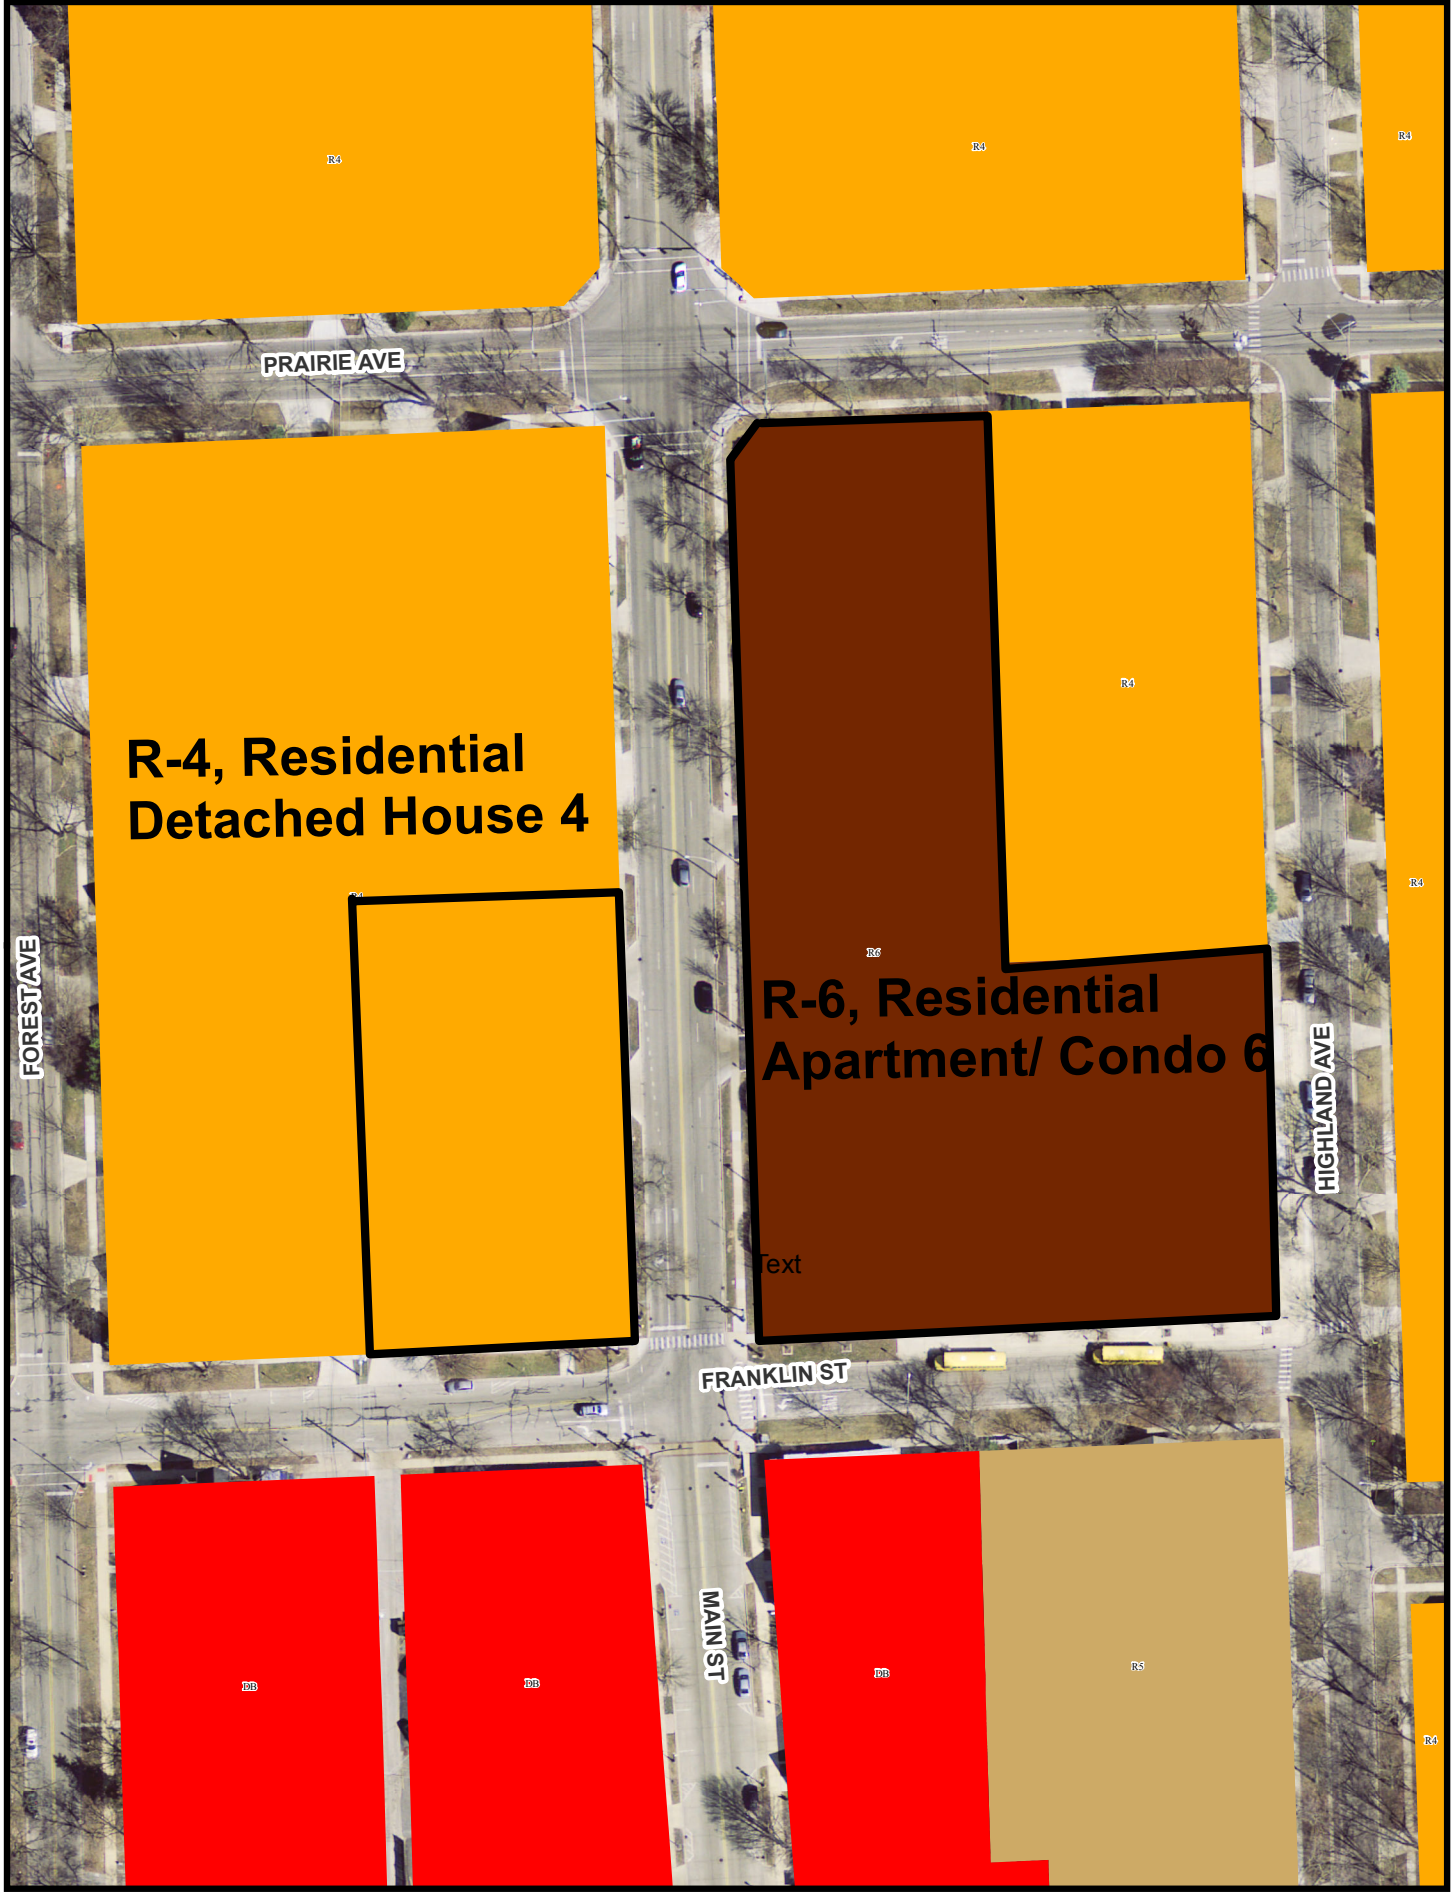 R4
R4
R4
PRAIRIE AVE
R4
R-4, Residential
Detached House 4
R4
R4
FOREST AVE
R6
R-6, Residential
Apartment/ Condo 6
HIGHLAND AVE
Text
FRANKLIN ST
MAIN ST
DB
DB
DB
R5
R4